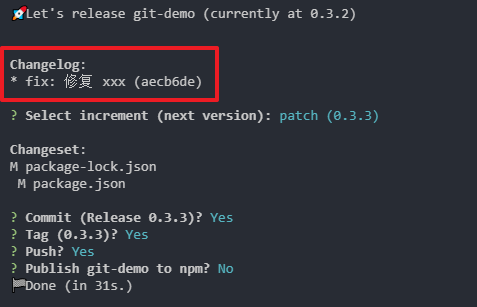 🚀Let's release git-demo (currently at 0.3.2)
Changelog:
* fix: 修复 xxx (aecb6de)
? Select increment (next version): patch (0.3.3)
Changeset:
M package-lock.json
 M package.json
? Commit (Release 0.3.3)? Yes
? Tag (0.3.3)? Yes
? Push? Yes
? Publish git-demo to npm? No
🏁Done (in 31s.)